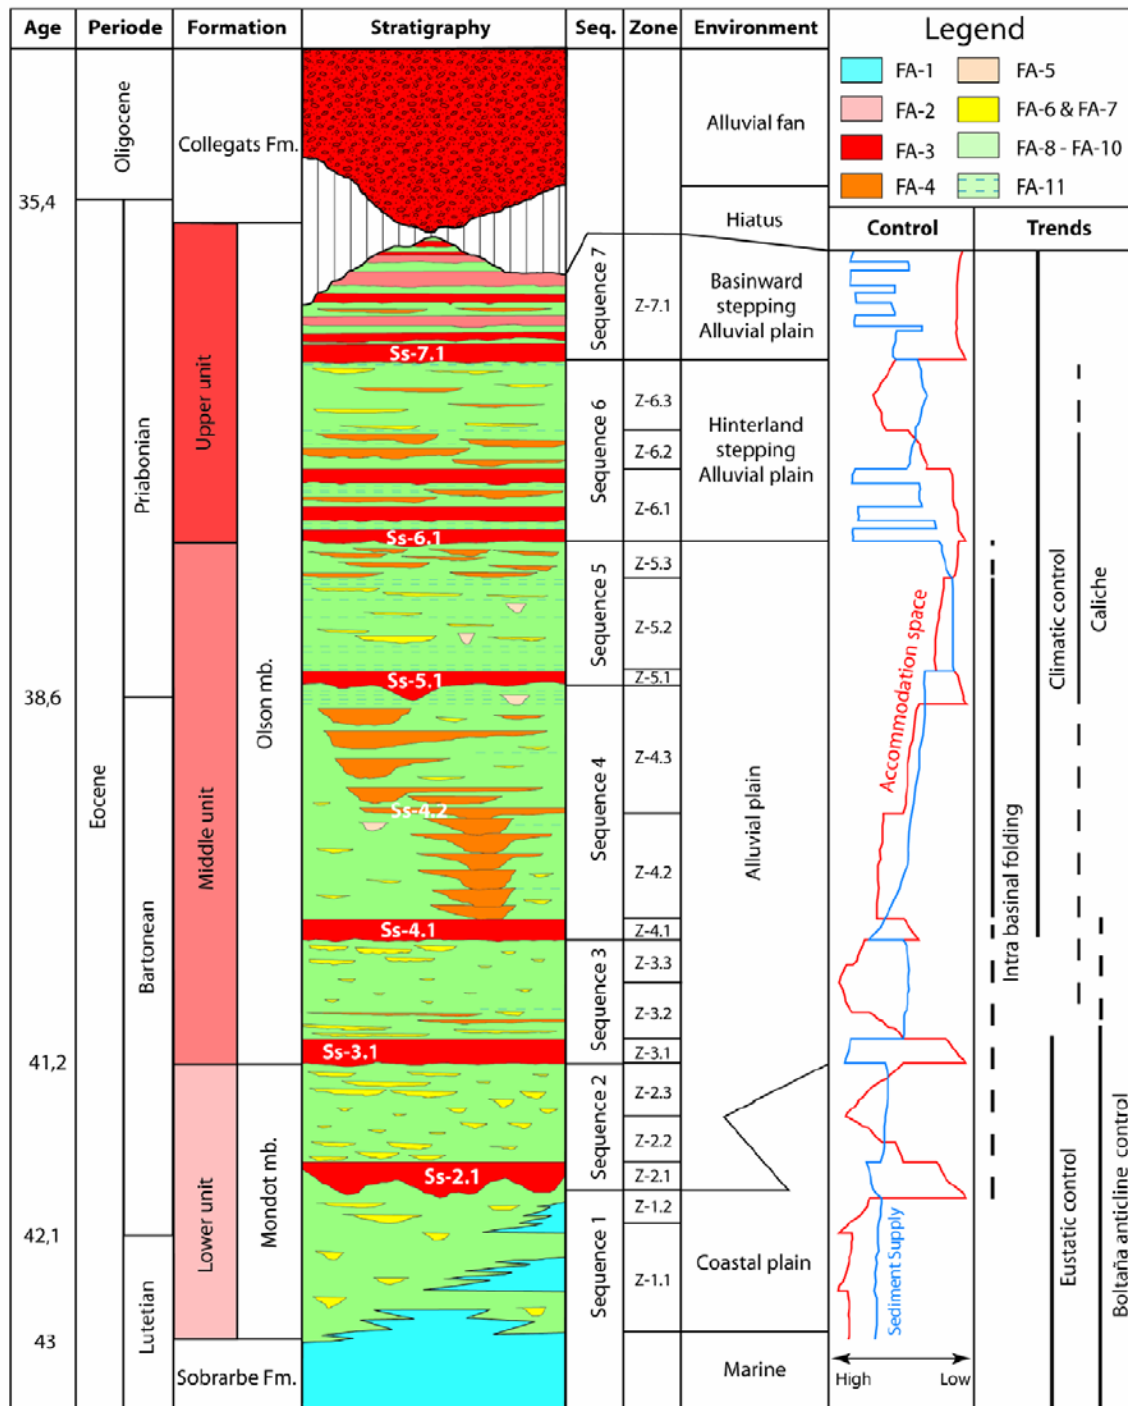 Age Periode Formation Stratigraphy Seq. Zone Environment
Legend
FA-1
FA-2
FA-3
FA-4
FA-5
FA-6 & FA-7
FA-8 - FA-10
FA-11
Control
Trends
35,4
38,6
41,2
42,1
43
Eocene
Oligocene
Priabonian
Bartonean
Lutetian
Upper unit
Middle unit
Lower unit
Collegats Fm.
Olson mb.
Mondot mb.
Sobrarbe Fm.
Ss-7.1
Ss-6.1
Ss-5.1
Ss-4.2
Ss-4.1
Ss-3.1
Ss-2.1
Sequence 7
Sequence 6
Sequence 5
Sequence 4
Sequence 3
Sequence 2
Sequence 1
Z-7.1
Z-6.3
Z-6.2
Z-6.1
Z-5.3
Z-5.2
Z-5.1
Z-4.3
Z-4.2
Z-4.1
Z-3.3
Z-3.2
Z-3.1
Z-2.3
Z-2.2
Z-2.1
Z-1.2
Z-1.1
Alluvial fan
Hiatus
Basinward
stepping
Alluvial plain
Hinterland
stepping
Alluvial plain
Alluvial plain
Coastal plain
Marine
Accommodation space
Sediment Supply
High
Low
Intra basinal folding
Climatic control
Eustatic control
Caliche
Boltaña anticline control